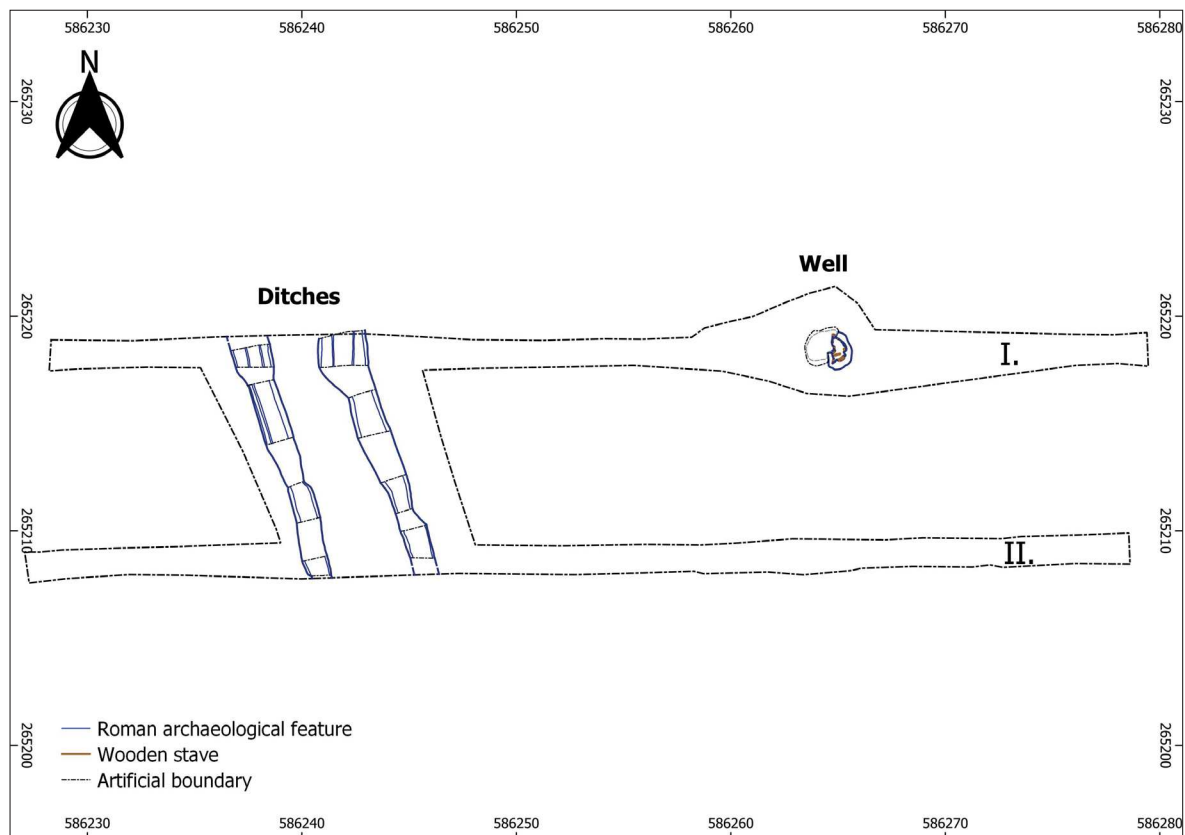 586230 586240 586250 586260 586270 586280
265230 265230
N
Well
Ditches
265220 265220
I.
265210 265210
II.
Roman archaeological feature
265200 265200
Wooden stave
Artificial boundary
586230 586240 586250 586260 586270 586280